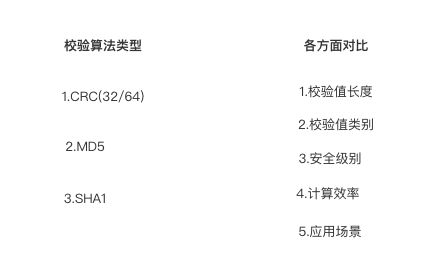 校验算法类型
1.CRC(32/64)
2.MD5
3.SHA1
各方面对比
1.校验值长度
2.校验值类别
3.安全级别
4.计算效率
5.应用场景